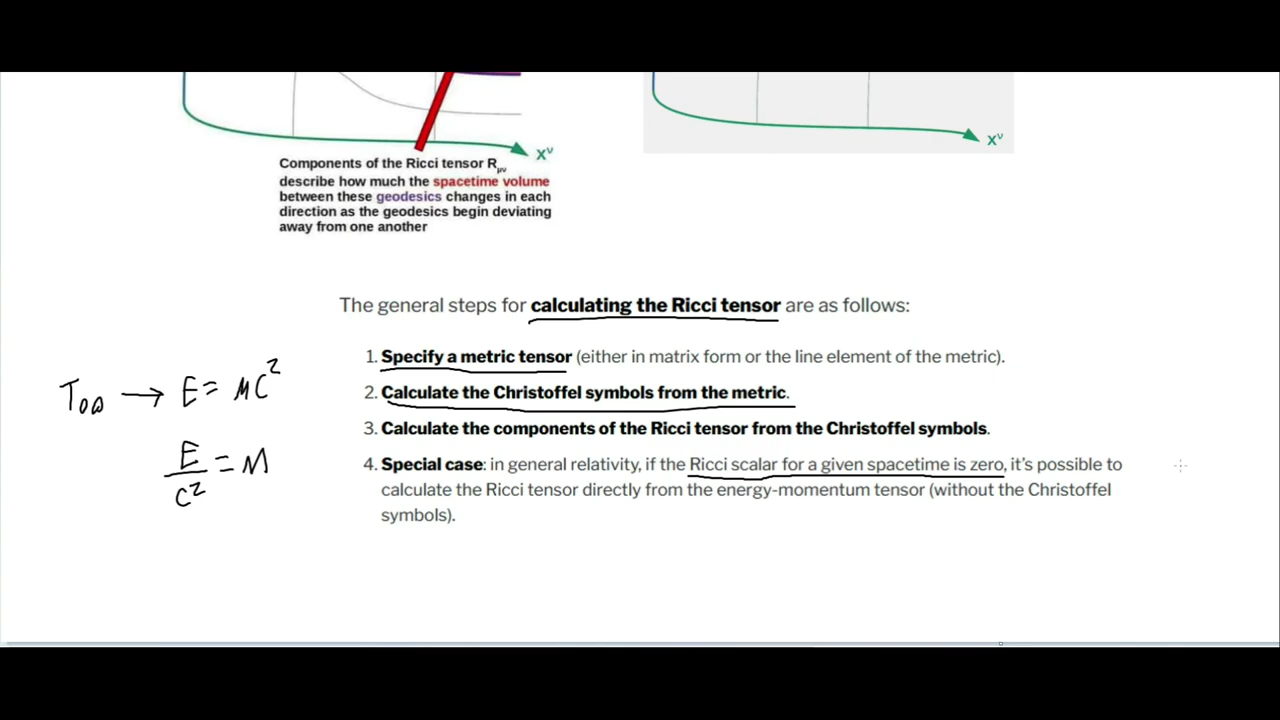 X^ν
X^ν
Components of the Ricci tensor R_μν
describe how much the spacetime volume
between these geodesics changes in each
direction as the geodesics begin deviating
away from one another
The general steps for calculating the Ricci tensor are as follows:
1. Specify a metric tensor (either in matrix form or the line element of the metric).
2. Calculate the Christoffel symbols from the metric.
3. Calculate the components of the Ricci tensor from the Christoffel symbols.
4. Special case: in general relativity, if the Ricci scalar for a given spacetime is zero, it's possible to
calculate the Ricci tensor directly from the energy-momentum tensor (without the Christoffel
symbols).
T₀₀ → E = MC²
E/C² = M